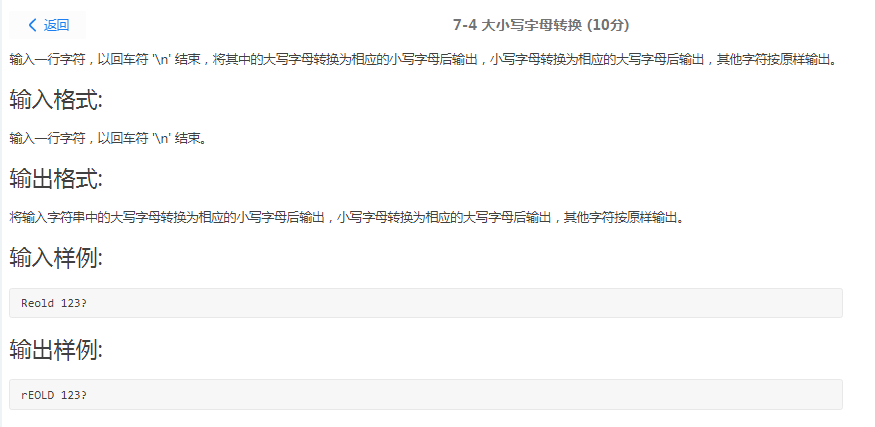 返回
7-4 大小写字母转换 (10分)
输入一行字符，以回车符 '\n' 结束，将其中的大写字母转换为相应的小写字母后输出，小写字母转换为相应的大写字母后输出，其他字符按原样输出。
输入格式:
输入一行字符，以回车符 '\n' 结束。
输出格式:
将输入字符串中的大写字母转换为相应的小写字母后输出，小写字母转换为相应的大写字母后输出，其他字符按原样输出。
输入样例:
Reold 123?
输出样例:
rEOLD 123?